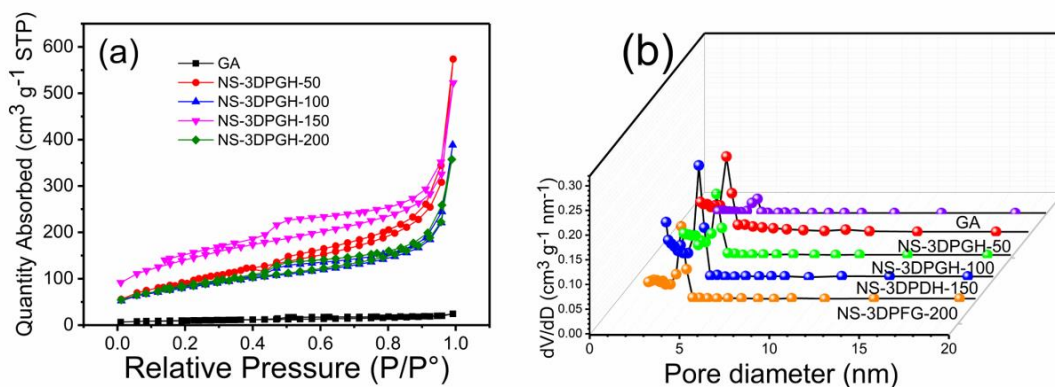 (a)
Quantity Absorbed (cm³ g⁻¹ STP)
600
500
400
300
200
100
0
GA
NS-3DPGH-50
NS-3DPGH-100
NS-3DPGH-150
NS-3DPGH-200
0.0 0.2 0.4 0.6 0.8 1.0
Relative Pressure (P/P°)
(b)
dV/dD (cm³ g⁻¹ nm⁻¹)
0.30
0.25
0.20
0.15
0.10
0.05
0.00
GA
NS-3DPGH-50
NS-3DPGH-100
NS-3DPDH-150
NS-3DPFG-200
0 5 10 15 20
Pore diameter (nm)